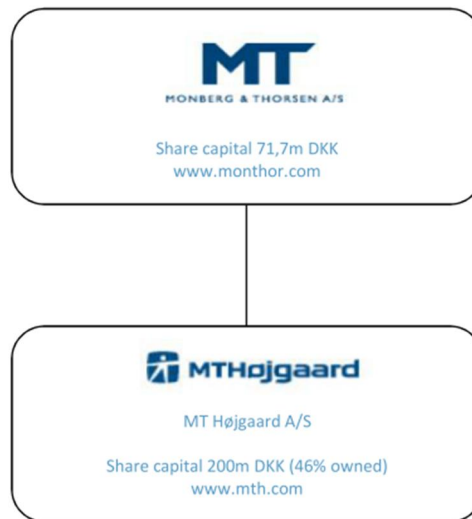 MT
MONBERG & THORSEN A/S
Share capital 71,7m DKK
www.monthor.com
MTHøjgaard
MT Højgaard A/S
Share capital 200m DKK (46% owned)
www.mth.com